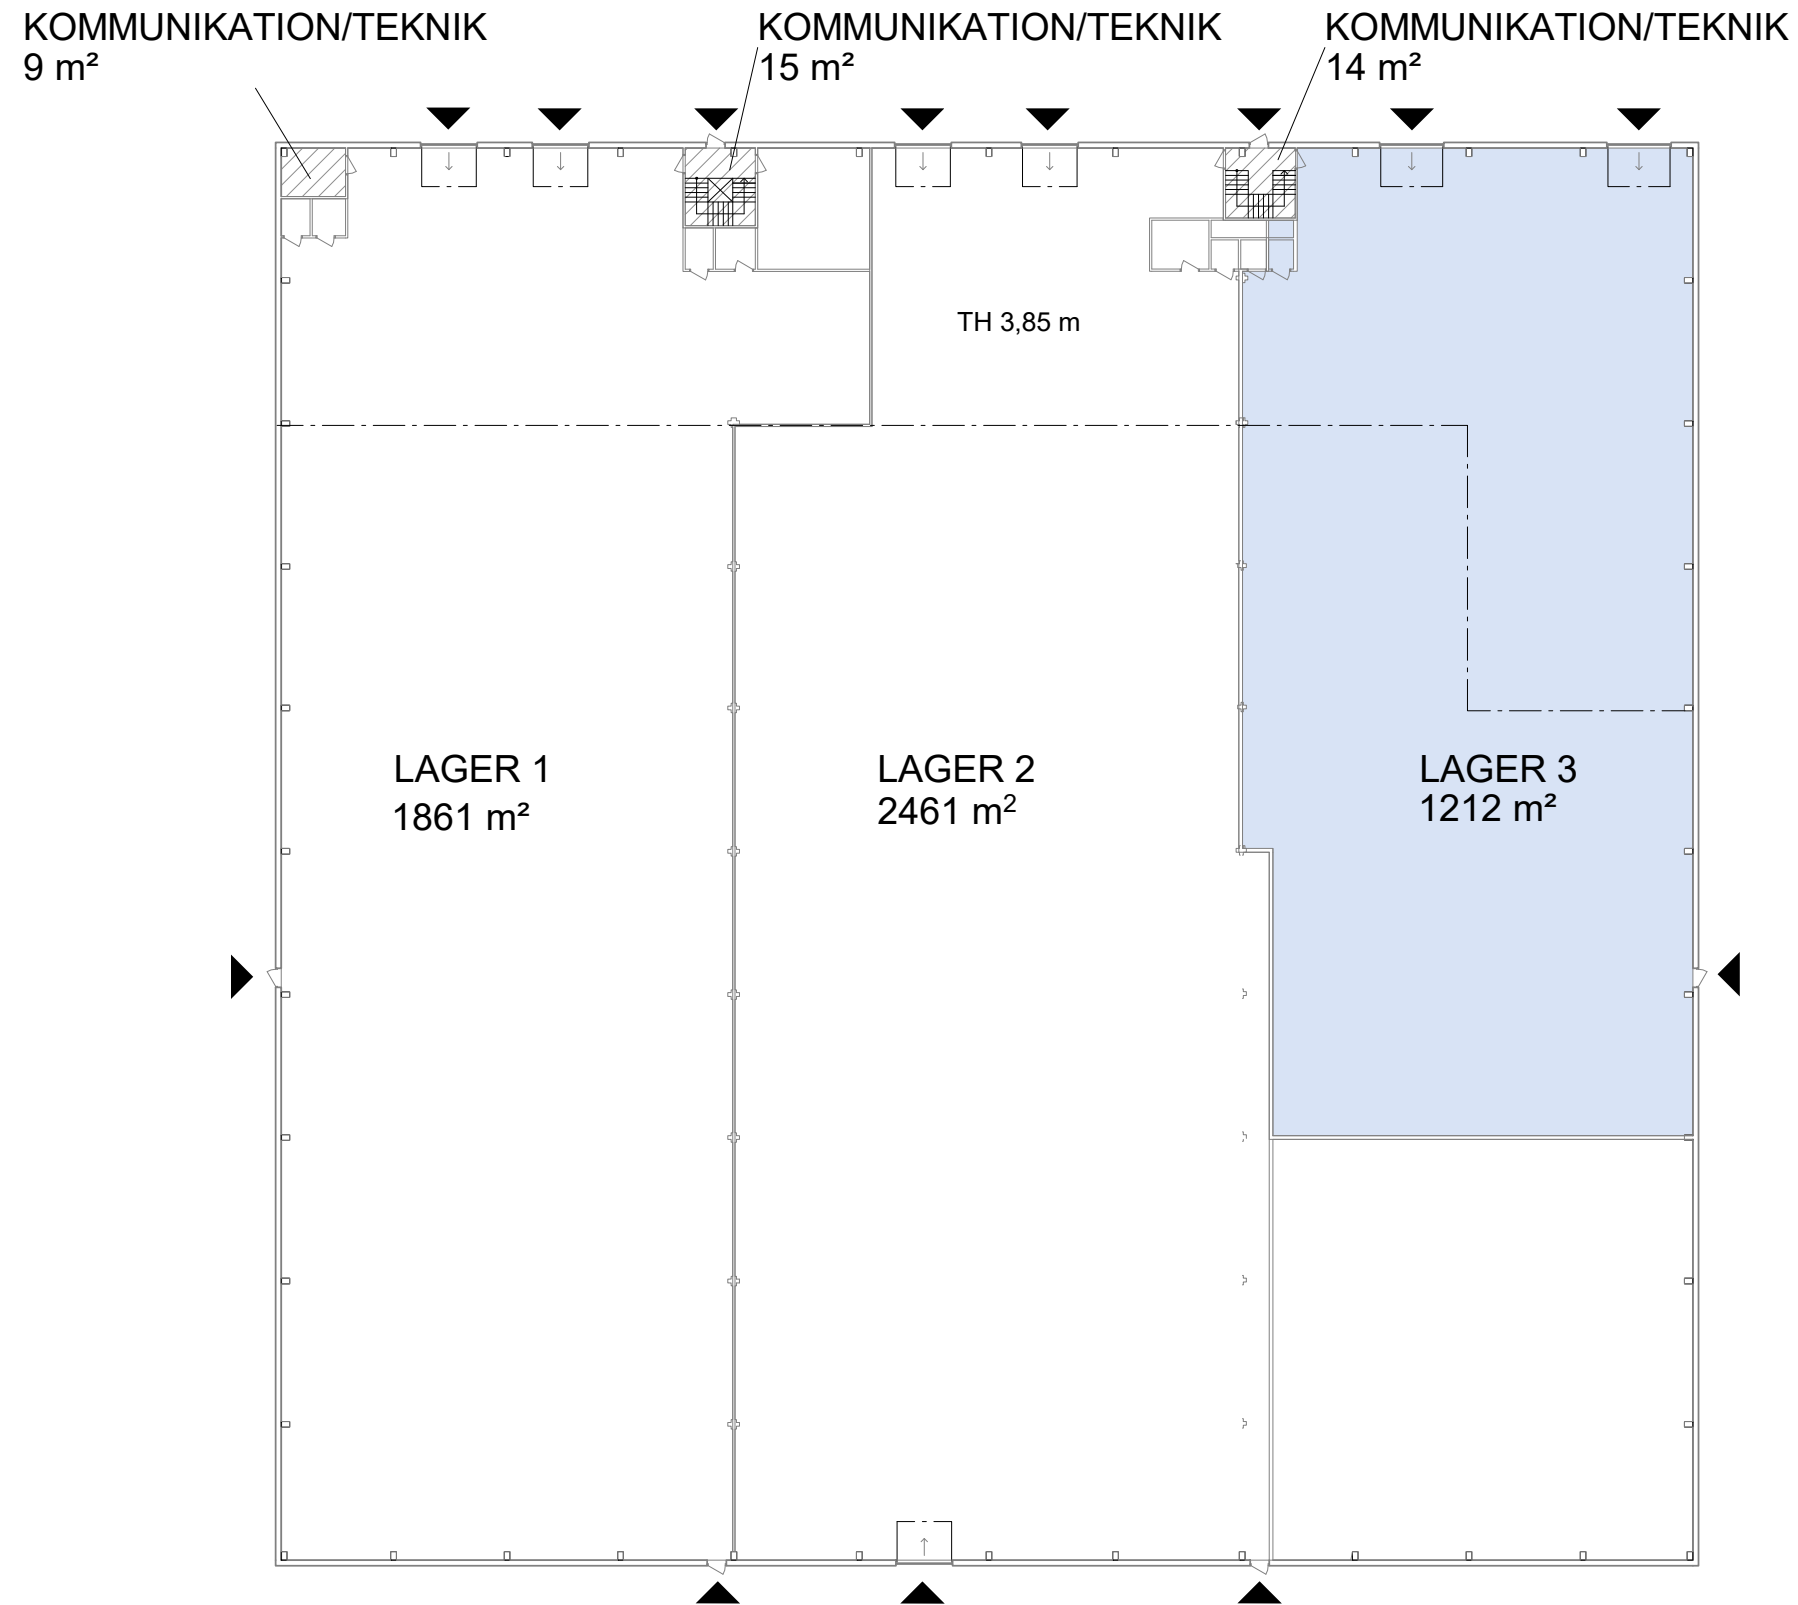 KOMMUNIKATION/TEKNIK
9 m²
KOMMUNIKATION/TEKNIK
15 m²
KOMMUNIKATION/TEKNIK
14 m²
TH 3,85 m
LAGER 1
1861 m²
LAGER 2
2461 m²
LAGER 3
1212 m²